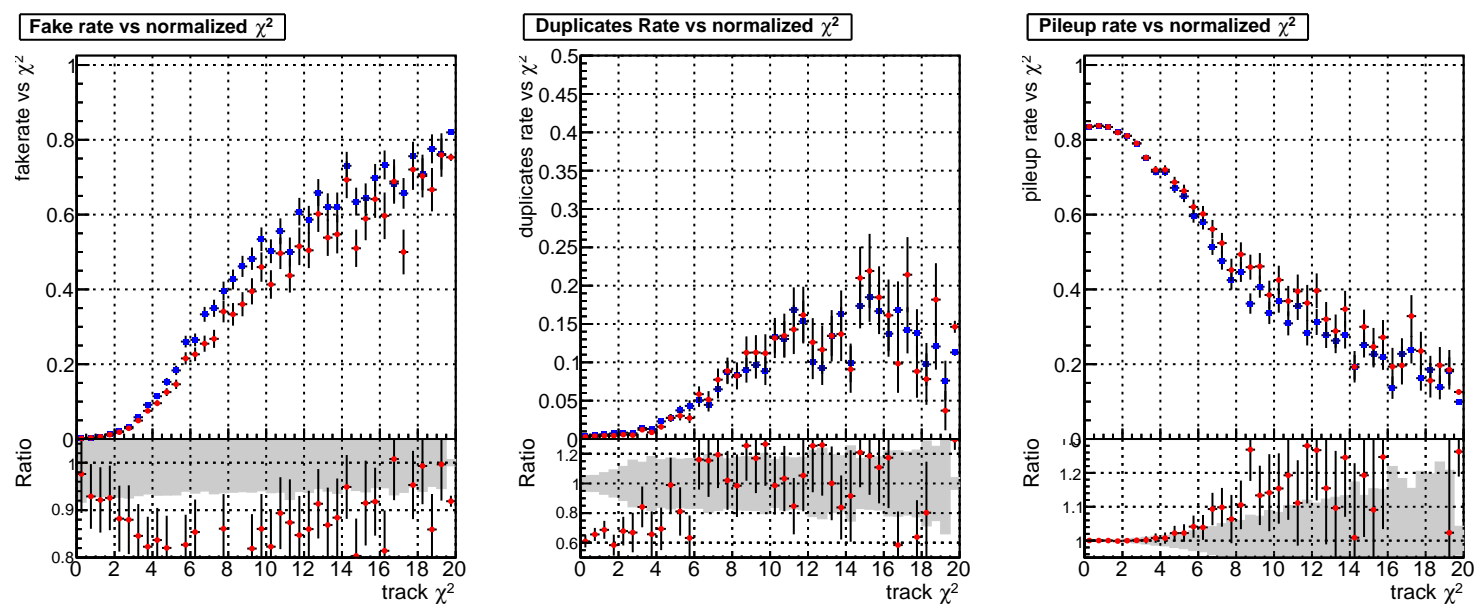 Fake rate vs normalized χ²
fakerate vs χ²
1
0.8
0.6
0.4
0.2
0
Ratio
1
0.9
0.8
0 2 4 6 8 10 12 14 16 18 20
track χ²
Duplicates Rate vs normalized χ²
duplicates rate vs χ²
0.5
0.45
0.4
0.35
0.3
0.25
0.2
0.15
0.1
0.05
0
Ratio
1.2
1
0.8
0.6
0 2 4 6 8 10 12 14 16 18 20
track χ²
Pileup rate vs normalized χ²
pileup rate vs χ²
1
0.8
0.6
0.4
0.2
0
Ratio
1.2
1.1
1
0 2 4 6 8 10 12 14 16 18 20
track χ²